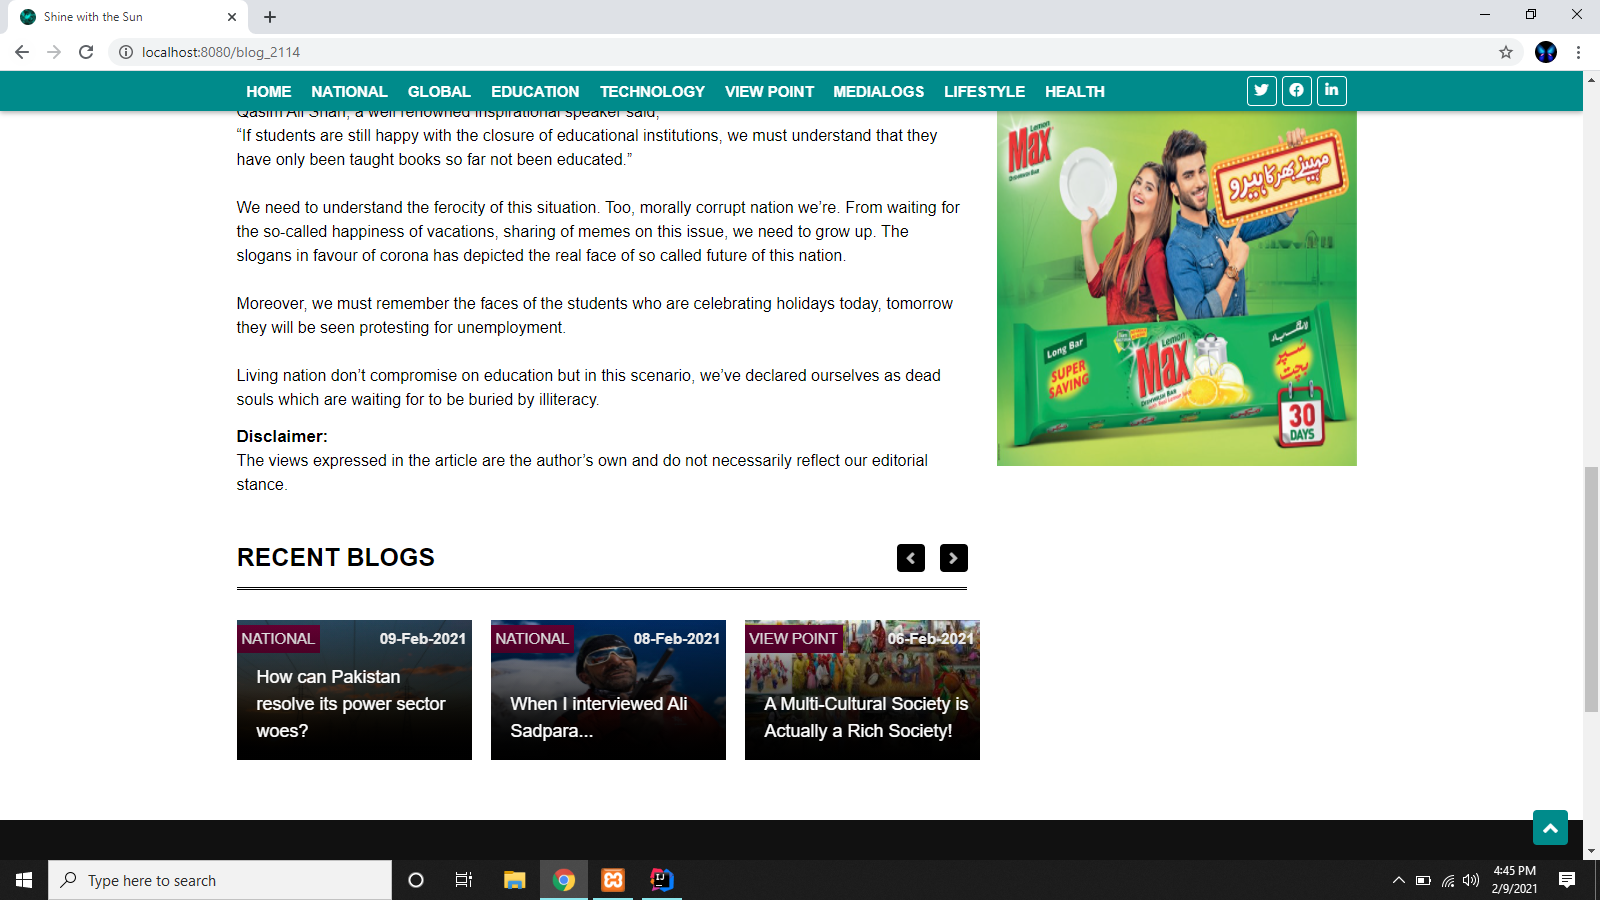 Shine with the Sun
localhost:8080/blog_2114
HOME NATIONAL GLOBAL EDUCATION TECHNOLOGY VIEW POINT MEDIALOGS LIFESTYLE HEALTH
Qasim Ali Shah, a well renowned inspirational speaker said,
“If students are still happy with the closure of educational institutions, we must understand that they
have only been taught books so far not been educated.”
We need to understand the ferocity of this situation. Too, morally corrupt nation we’re. From waiting for
the so-called happiness of vacations, sharing of memes on this issue, we need to grow up. The
slogans in favour of corona has depicted the real face of so called future of this nation.
Moreover, we must remember the faces of the students who are celebrating holidays today, tomorrow
they will be seen protesting for unemployment.
Living nation don’t compromise on education but in this scenario, we’ve declared ourselves as dead
souls which are waiting for to be buried by illiteracy.
Disclaimer:
The views expressed in the article are the author’s own and do not necessarily reflect our editorial
stance.
Lemon
Max
DISHWASH BAR
مہینے بھر کا ہیرو
Long Bar
SUPER
SAVING
Lemon
Max
DISHWASH BAR
سپر
بچت
30
DAYS
RECENT BLOGS
NATIONAL 09-Feb-2021
How can Pakistan
resolve its power sector
woes?
NATIONAL 08-Feb-2021
When I interviewed Ali
Sadpara...
VIEW POINT 06-Feb-2021
A Multi-Cultural Society is
Actually a Rich Society!
Type here to search
4:45 PM
2/9/2021